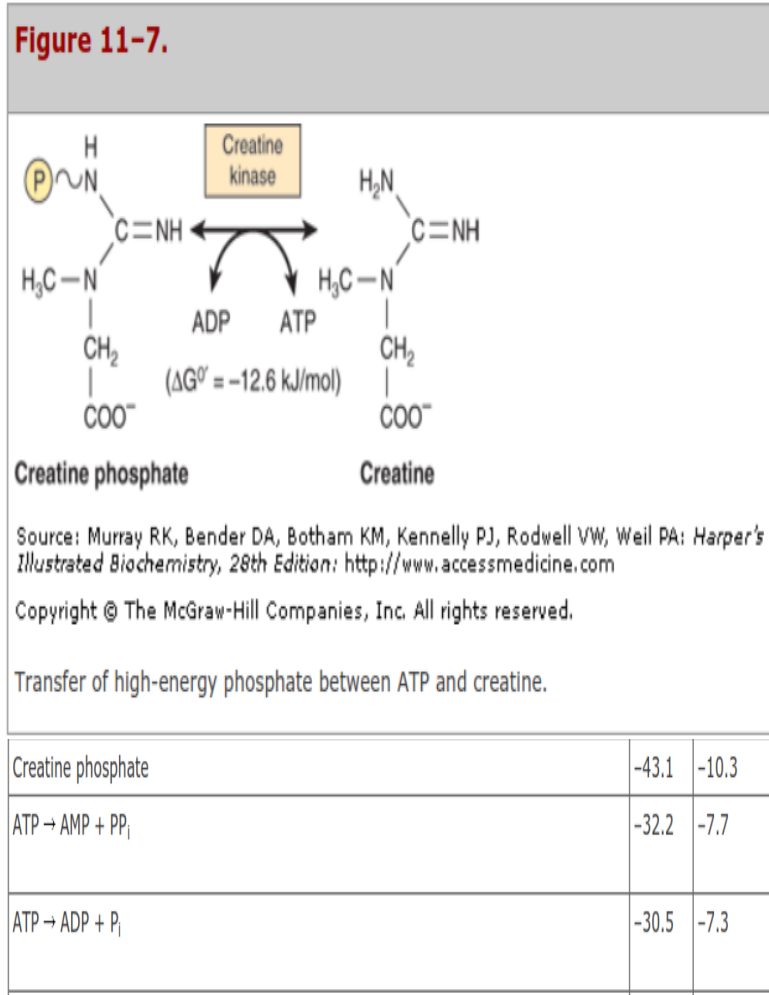 Figure 11–7.
Creatine
kinase
H
P N
H₂N
C=NH
C=NH
H₃C—N
H₃C—N
ADP ATP
CH₂
CH₂
(ΔG⁰′ = –12.6 kJ/mol)
COO⁻
COO⁻
Creatine phosphate
Creatine
Source: Murray RK, Bender DA, Botham KM, Kennelly PJ, Rodwell VW, Weil PA: Harper's
Illustrated Biochemistry, 28th Edition: http://www.accessmedicine.com
Copyright © The McGraw-Hill Companies, Inc. All rights reserved.
Transfer of high-energy phosphate between ATP and creatine.
Creatine phosphate –43.1 –10.3
ATP → AMP + PPᵢ –32.2 –7.7
ATP → ADP + Pᵢ –30.5 –7.3